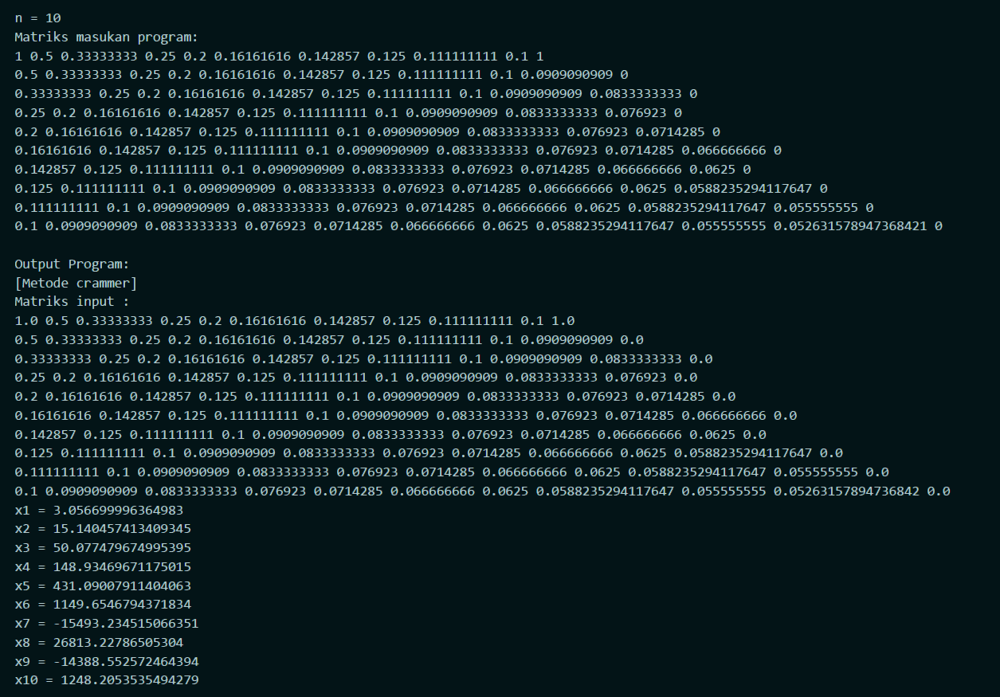 n = 10
Matriks masukan program:
1 0.5 0.33333333 0.25 0.2 0.16161616 0.142857 0.125 0.111111111 0.1 1
0.5 0.33333333 0.25 0.2 0.16161616 0.142857 0.125 0.111111111 0.1 0.0909090909 0
0.33333333 0.25 0.2 0.16161616 0.142857 0.125 0.111111111 0.1 0.0909090909 0.0833333333 0
0.25 0.2 0.16161616 0.142857 0.125 0.111111111 0.1 0.0909090909 0.0833333333 0.076923 0
0.2 0.16161616 0.142857 0.125 0.111111111 0.1 0.0909090909 0.0833333333 0.076923 0.0714285 0
0.16161616 0.142857 0.125 0.111111111 0.1 0.0909090909 0.0833333333 0.076923 0.0714285 0.066666666 0
0.142857 0.125 0.111111111 0.1 0.0909090909 0.0833333333 0.076923 0.0714285 0.066666666 0.0625 0
0.125 0.111111111 0.1 0.0909090909 0.0833333333 0.076923 0.0714285 0.066666666 0.0625 0.0588235294117647 0
0.111111111 0.1 0.0909090909 0.0833333333 0.076923 0.0714285 0.066666666 0.0625 0.0588235294117647 0.055555555 0
0.1 0.0909090909 0.0833333333 0.076923 0.0714285 0.066666666 0.0625 0.0588235294117647 0.055555555 0.052631578947368421 0
Output Program:
[Metode crammer]
Matriks input :
1.0 0.5 0.33333333 0.25 0.2 0.16161616 0.142857 0.125 0.111111111 0.1 1.0
0.5 0.33333333 0.25 0.2 0.16161616 0.142857 0.125 0.111111111 0.1 0.0909090909 0.0
0.33333333 0.25 0.2 0.16161616 0.142857 0.125 0.111111111 0.1 0.0909090909 0.0833333333 0.0
0.25 0.2 0.16161616 0.142857 0.125 0.111111111 0.1 0.0909090909 0.0833333333 0.076923 0.0
0.2 0.16161616 0.142857 0.125 0.111111111 0.1 0.0909090909 0.0833333333 0.076923 0.0714285 0.0
0.16161616 0.142857 0.125 0.111111111 0.1 0.0909090909 0.0833333333 0.076923 0.0714285 0.066666666 0.0
0.142857 0.125 0.111111111 0.1 0.0909090909 0.0833333333 0.076923 0.0714285 0.066666666 0.0625 0.0
0.125 0.111111111 0.1 0.0909090909 0.0833333333 0.076923 0.0714285 0.066666666 0.0625 0.0588235294117647 0.0
0.111111111 0.1 0.0909090909 0.0833333333 0.076923 0.0714285 0.066666666 0.0625 0.0588235294117647 0.055555555 0.0
0.1 0.0909090909 0.0833333333 0.076923 0.0714285 0.066666666 0.0625 0.0588235294117647 0.055555555 0.05263157894736842 0.0
x1 = 3.056699996364983
x2 = 15.140457413409345
x3 = 50.077479674995395
x4 = 148.93469671175015
x5 = 431.09007911404063
x6 = 1149.6546794371834
x7 = -15493.234515066351
x8 = 26813.22786505304
x9 = -14388.552572464394
x10 = 1248.2053535494279